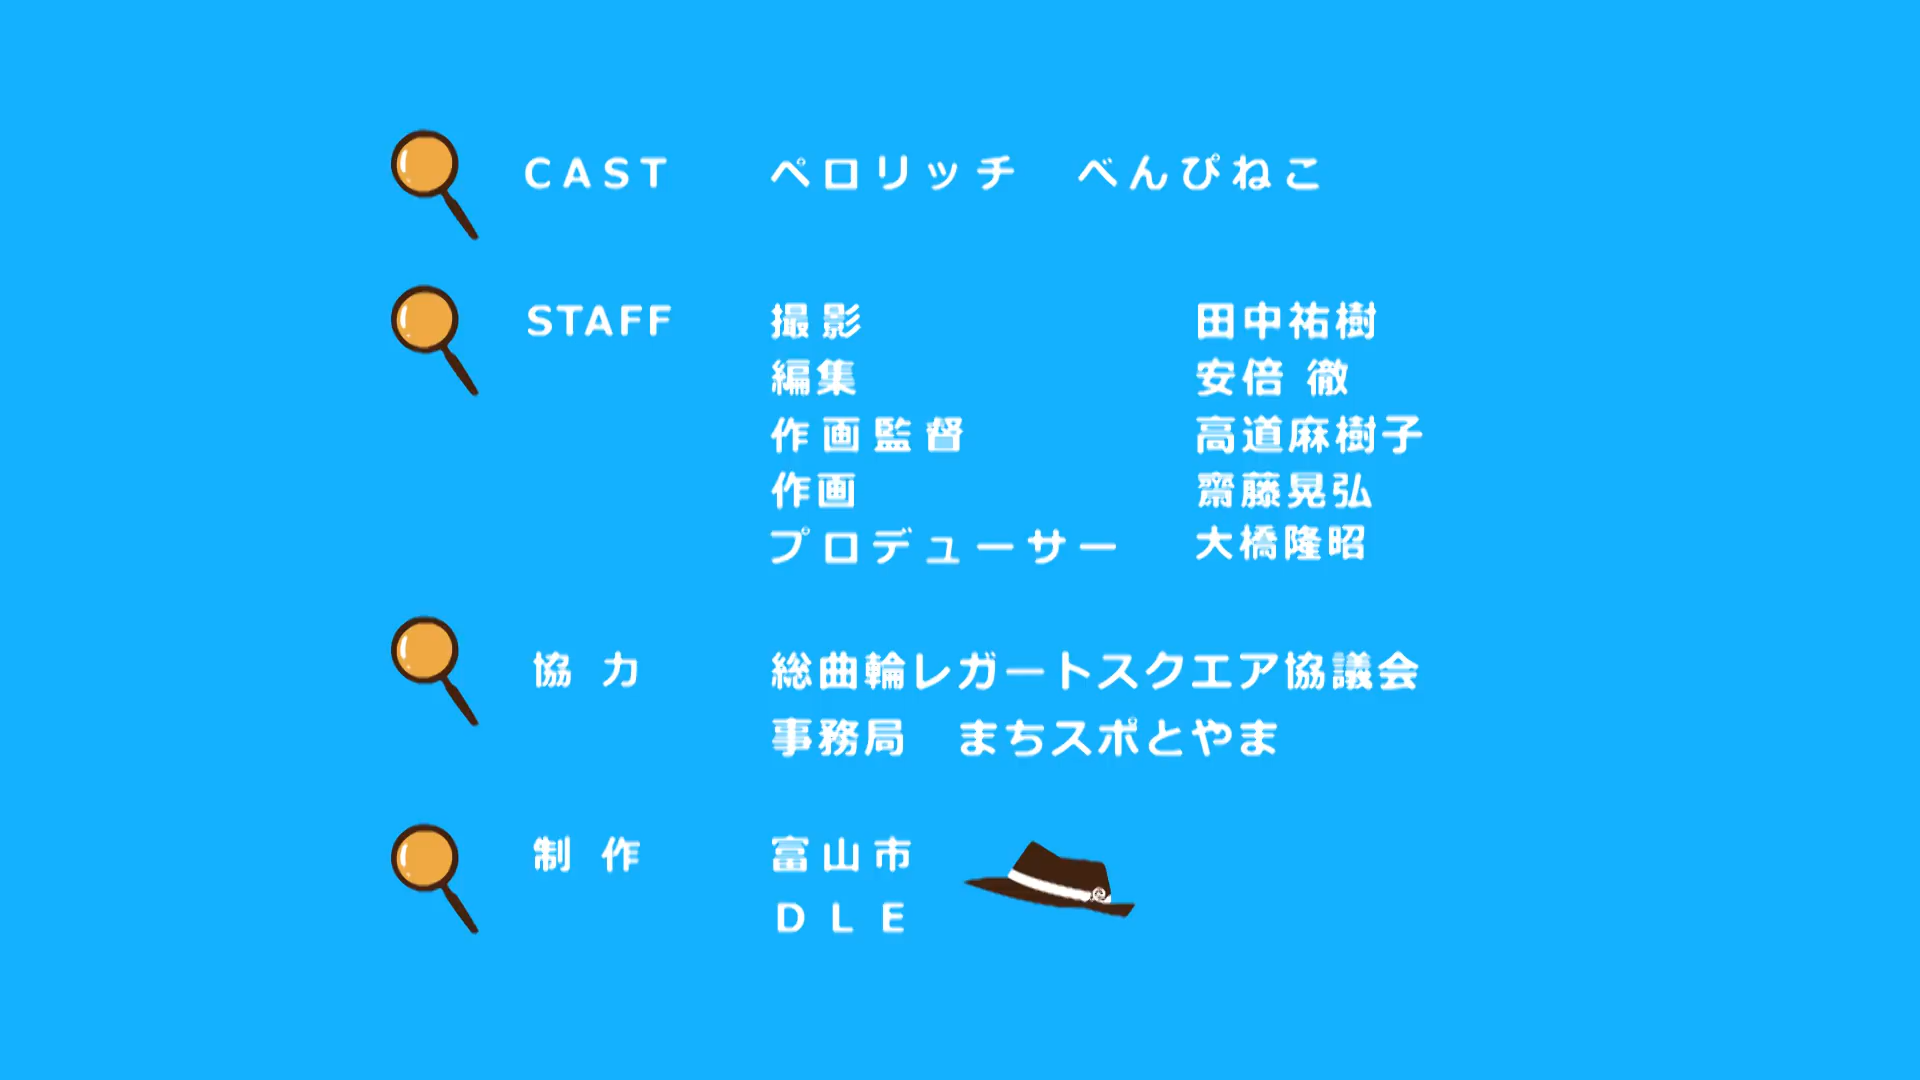 CAST ペロリッチ べんぴねこ
STAFF 撮影 田中祐樹
編集 安倍 徹
作画監督 高道麻樹子
作画 齋藤晃弘
プロデューサー 大橋隆昭
協力 総曲輪レガートスクエア協議会
事務局 まちスポとやま
制作 富山市
DLE